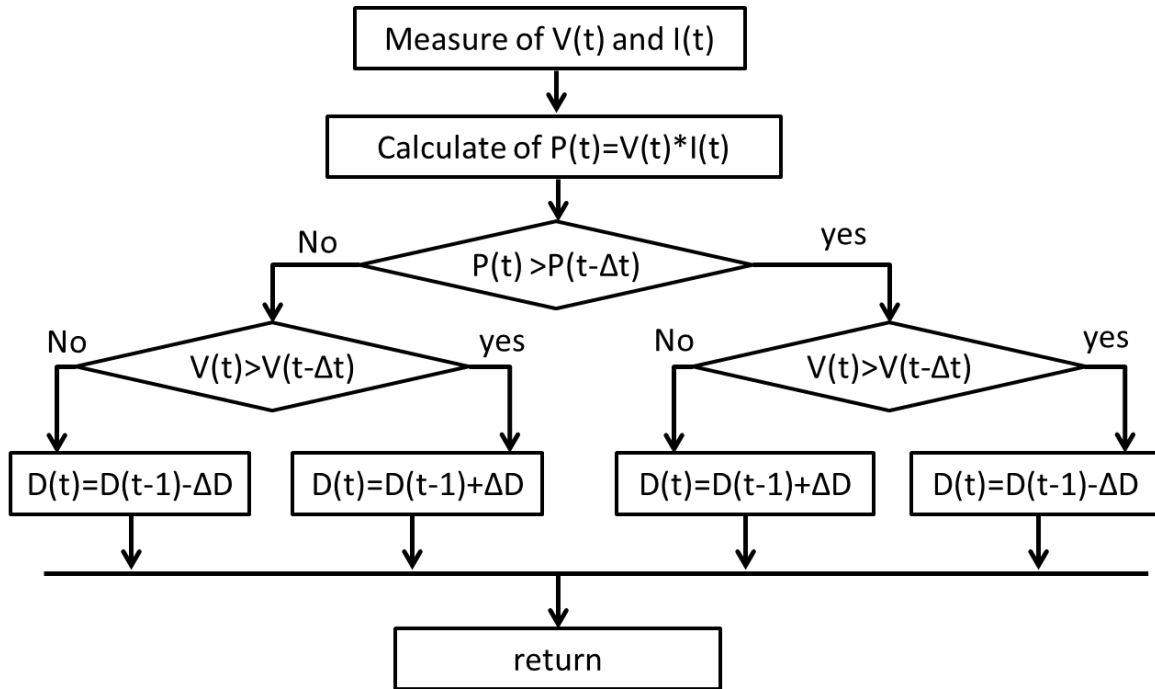 Measure of V(t) and I(t)
Calculate of P(t)=V(t)*I(t)
No
yes
P(t) >P(t-Δt)
No
yes
No
yes
V(t)>V(t-Δt)
V(t)>V(t-Δt)
D(t)=D(t-1)-ΔD
D(t)=D(t-1)+ΔD
D(t)=D(t-1)+ΔD
D(t)=D(t-1)-ΔD
return